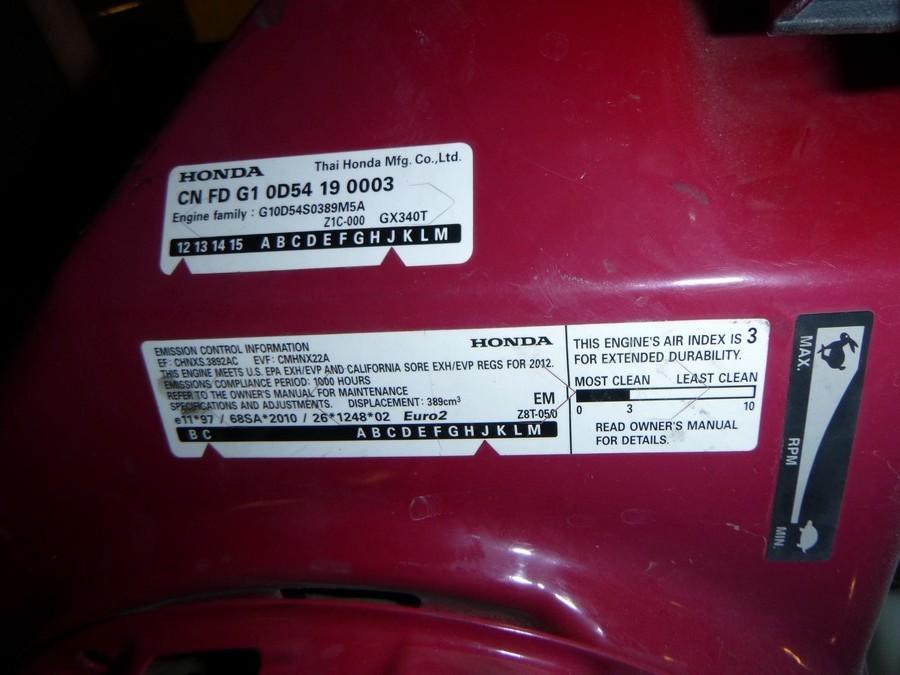 HONDA Thai Honda Mfg. Co.,Ltd.
CN FD G1 0D54 19 0003
Engine family : G10D54S0389M5A
Z1C-000 GX340T
12 13 14 15 A B C D E F G H J K L M
EMISSION CONTROL INFORMATION HONDA
EF: CHNXS.3892AC EVF: CMHNX22A
THIS ENGINE MEETS U.S. EPA EXH/EVP AND CALIFORNIA SORE EXH/EVP REGS FOR 2012.
EMISSIONS COMPLIANCE PERIOD: 1000 HOURS
REFER TO THE OWNER'S MANUAL FOR MAINTENANCE
SPECIFICATIONS AND ADJUSTMENTS. DISPLACEMENT: 389cm³ EM
e11*97 / 68SA*2010 / 26*1248*02 Euro2 Z8T-050
B C A B C D E F G H J K L M
THIS ENGINE'S AIR INDEX IS 3
FOR EXTENDED DURABILITY.
MOST CLEAN LEAST CLEAN
0 3 10
READ OWNER'S MANUAL
FOR DETAILS.
MAX.
RPM
MIN.